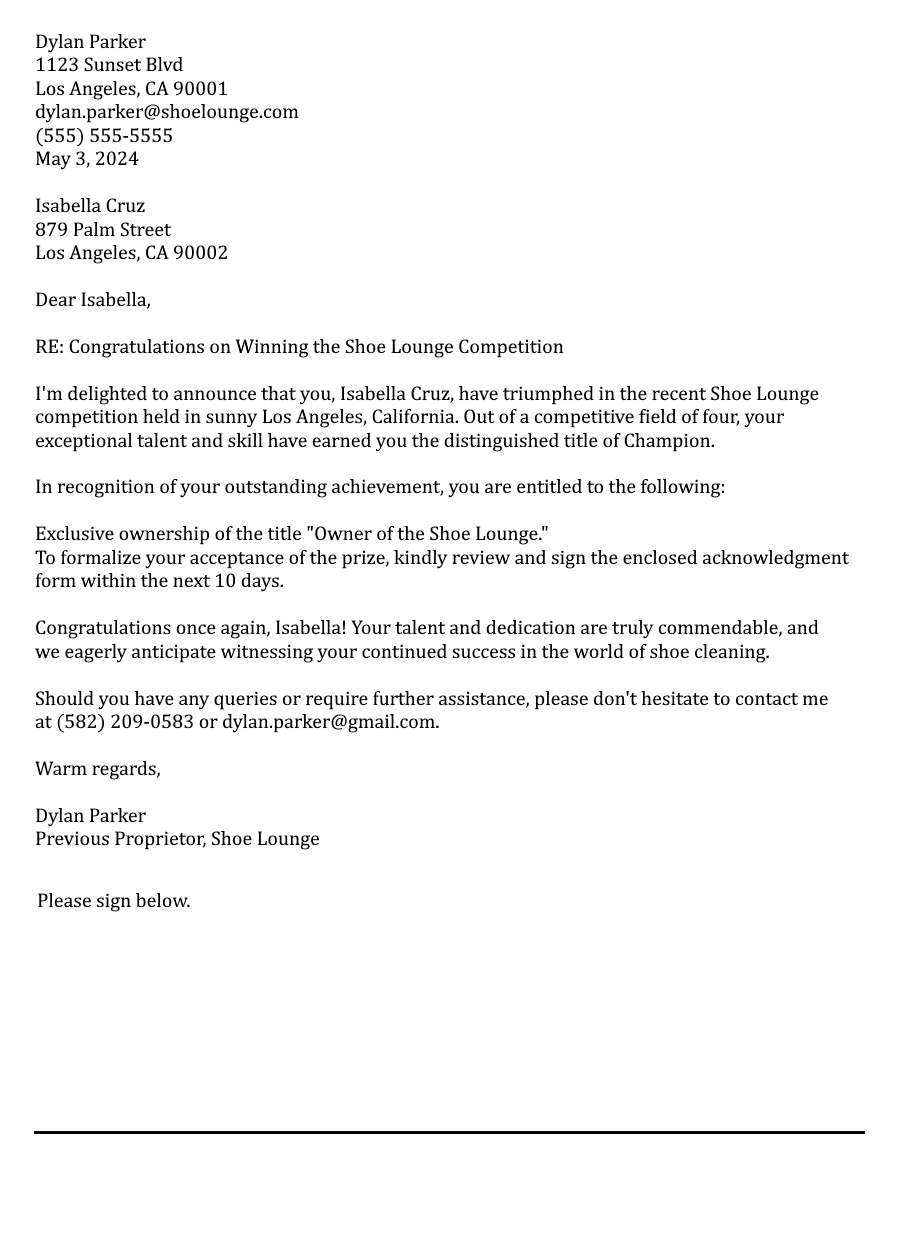 Dylan Parker
1123 Sunset Blvd
Los Angeles, CA 90001
dylan.parker@shoelounge.com
(555) 555-5555
May 3, 2024
Isabella Cruz
879 Palm Street
Los Angeles, CA 90002
Dear Isabella,
RE: Congratulations on Winning the Shoe Lounge Competition
I'm delighted to announce that you, Isabella Cruz, have triumphed in the recent Shoe Lounge
competition held in sunny Los Angeles, California. Out of a competitive field of four, your
exceptional talent and skill have earned you the distinguished title of Champion.
In recognition of your outstanding achievement, you are entitled to the following:
Exclusive ownership of the title "Owner of the Shoe Lounge."
To formalize your acceptance of the prize, kindly review and sign the enclosed acknowledgment
form within the next 10 days.
Congratulations once again, Isabella! Your talent and dedication are truly commendable, and
we eagerly anticipate witnessing your continued success in the world of shoe cleaning.
Should you have any queries or require further assistance, please don't hesitate to contact me
at (582) 209-0583 or dylan.parker@gmail.com.
Warm regards,
Dylan Parker
Previous Proprietor, Shoe Lounge
Please sign below.